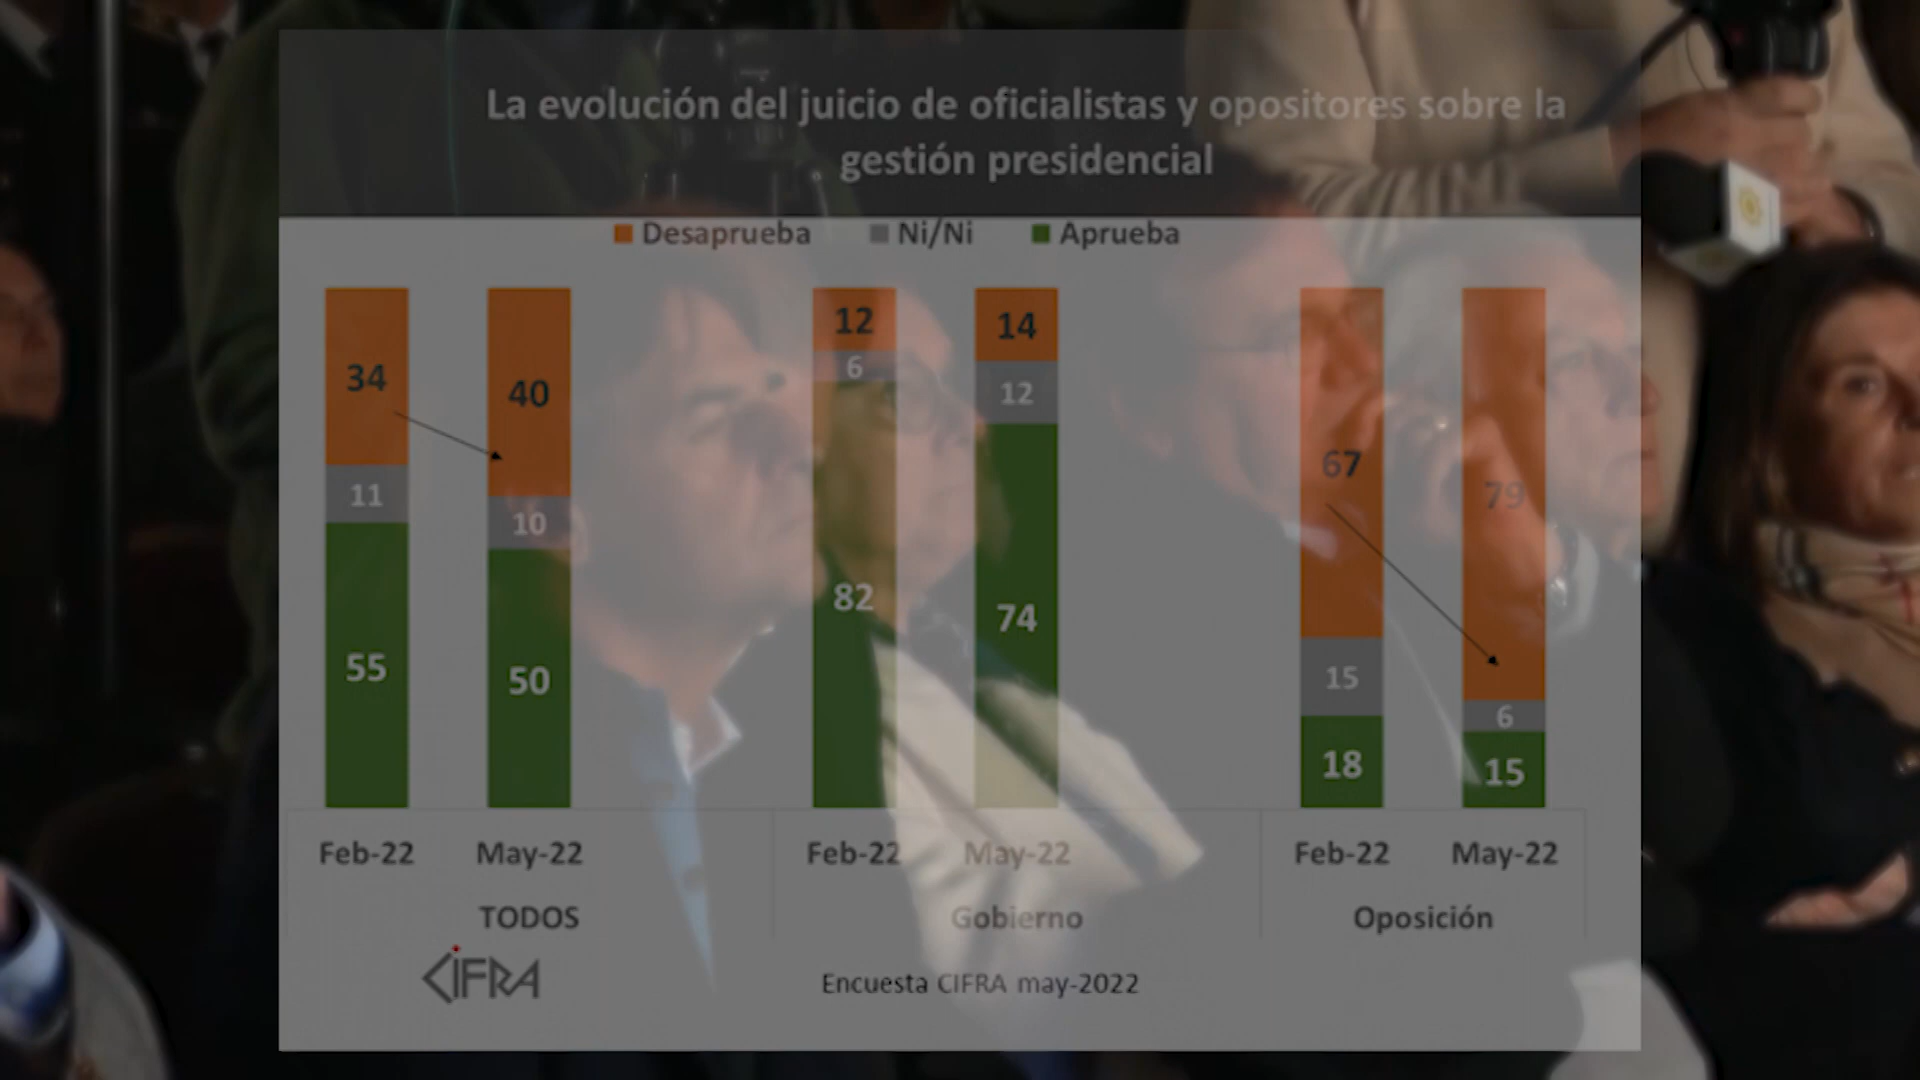 La evolución del juicio de oficialistas y opositores sobre la
gestión presidencial
Desaprueba Ni/Ni Aprueba
34 40 12 14 67 79
11 10 6 12 15 6
55 50 82 74 18 15
Feb-22 May-22 Feb-22 May-22 Feb-22 May-22
TODOS Gobierno Oposición
CIFRA Encuesta CIFRA may-2022